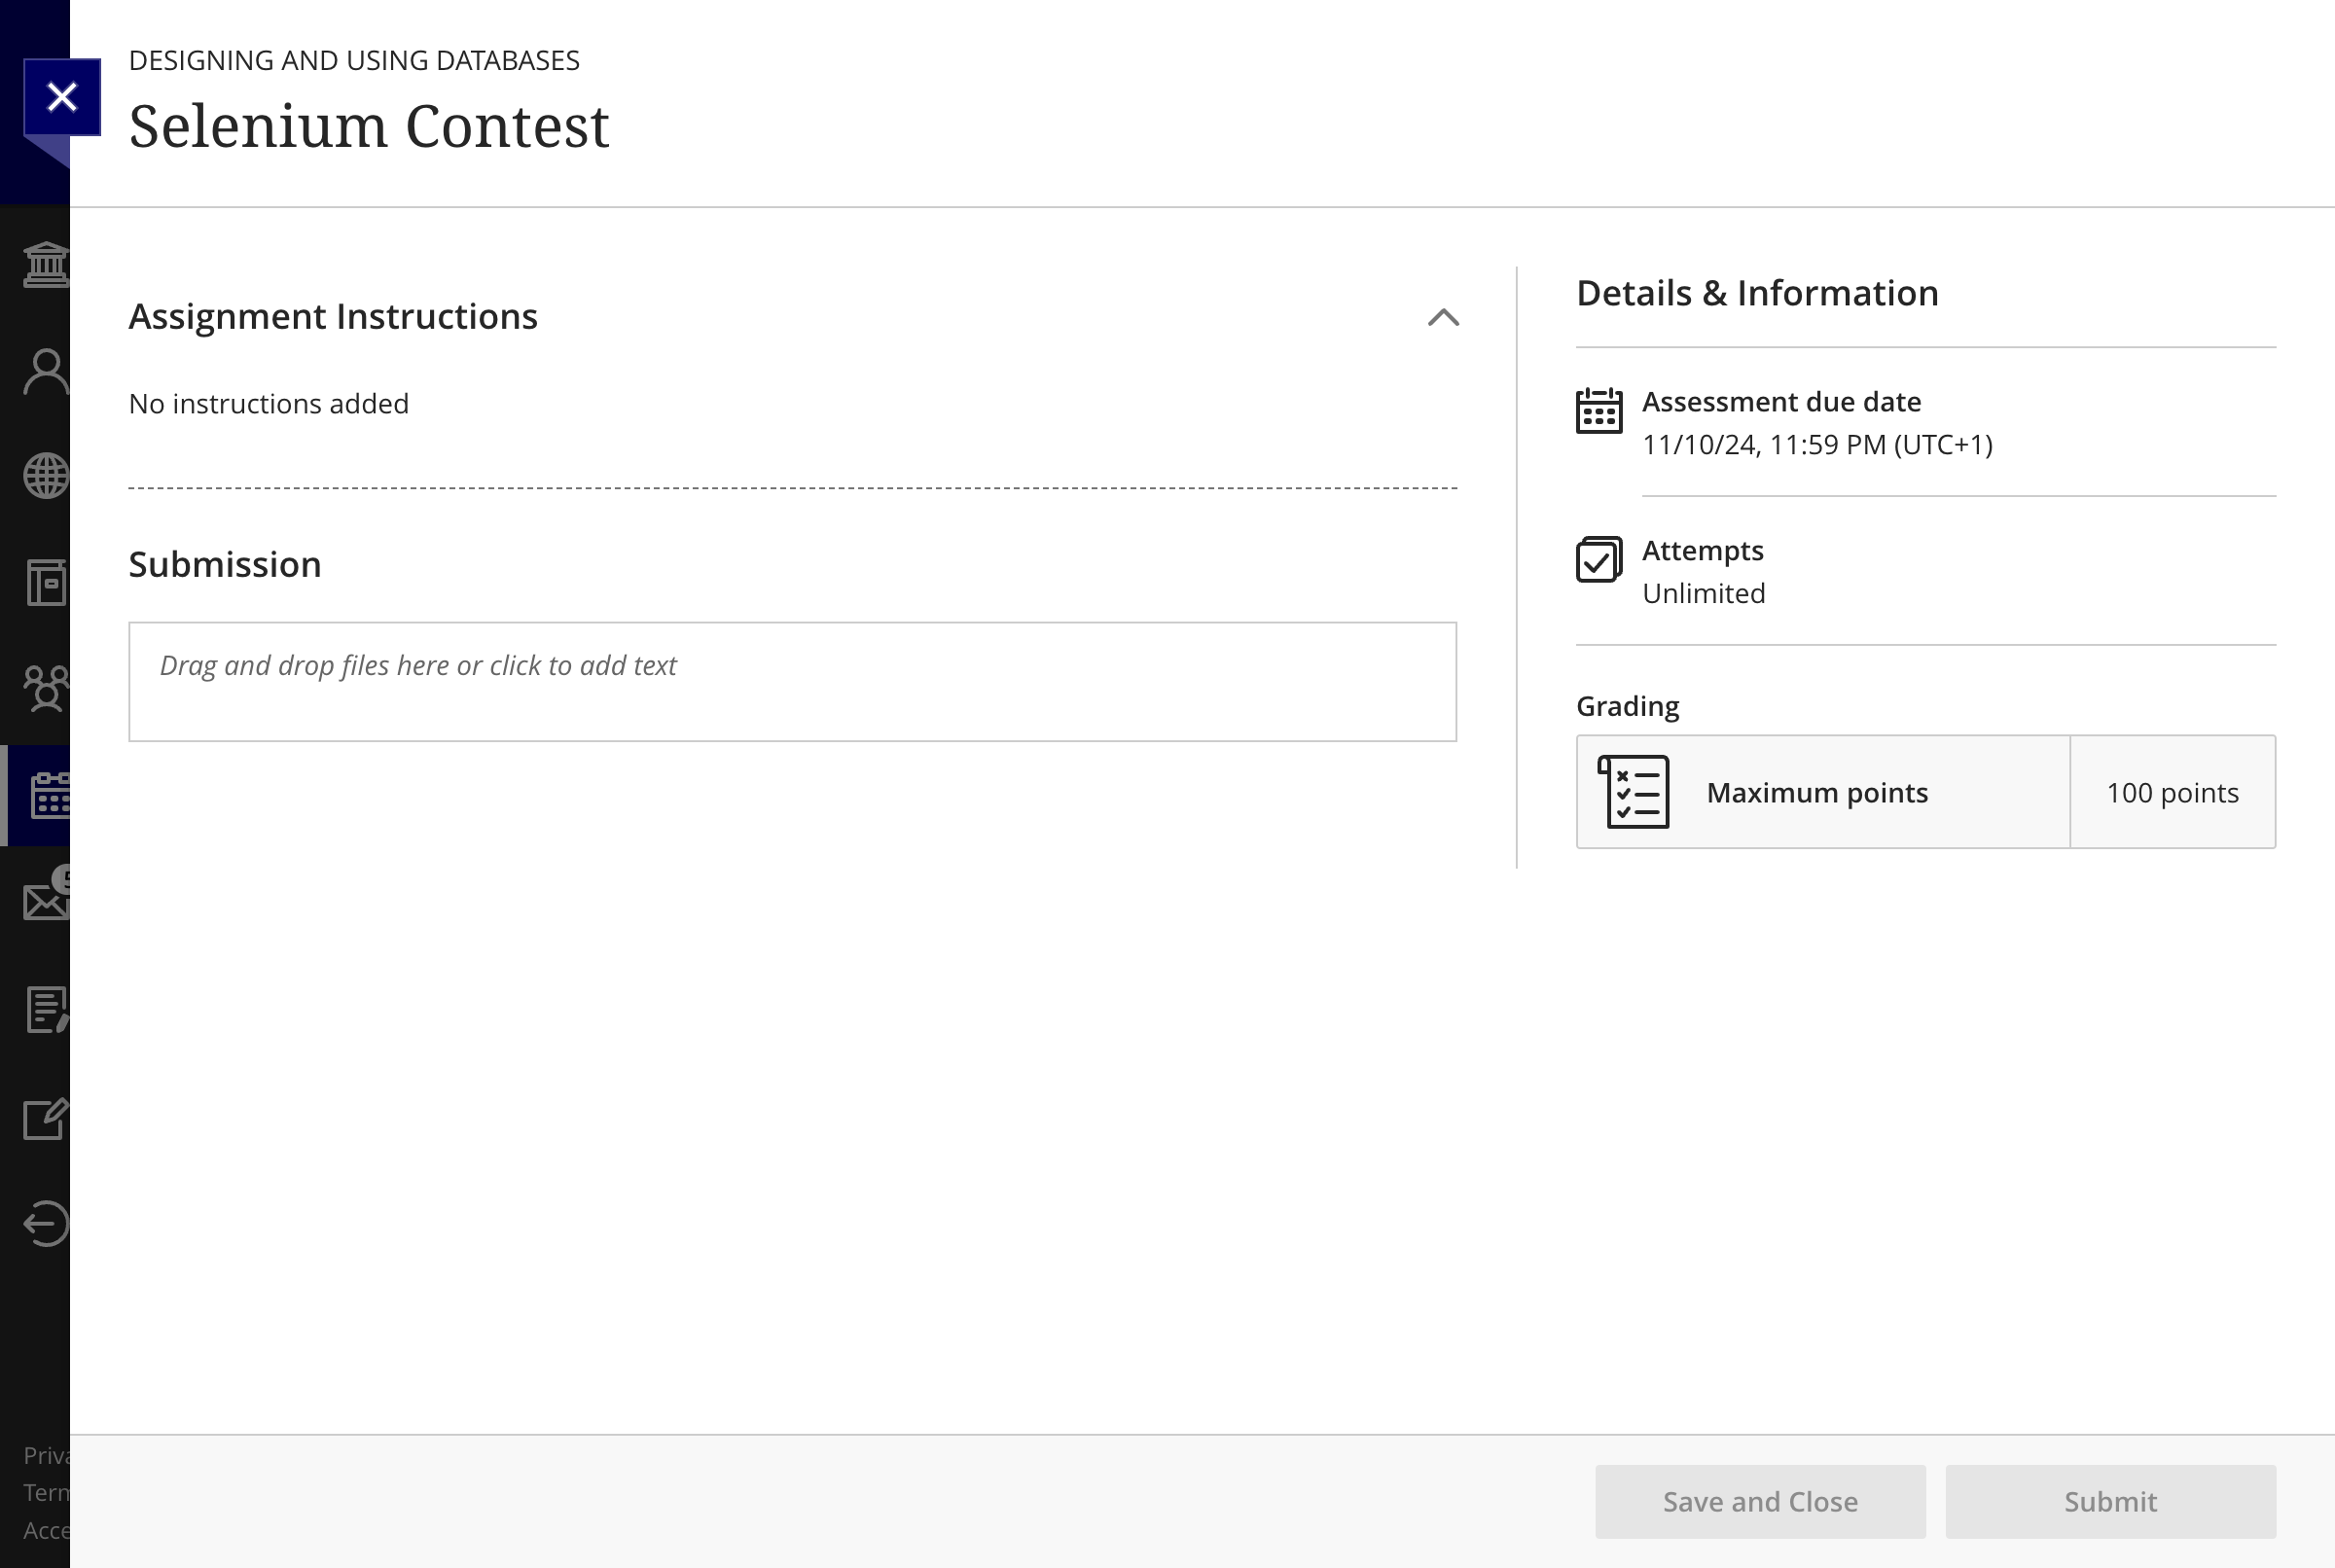 DESIGNING AND USING DATABASES
Selenium Contest
Assignment Instructions
No instructions added
Submission
Drag and drop files here or click to add text
Details & Information
Assessment due date
11/10/24, 11:59 PM (UTC+1)
Attempts
Unlimited
Grading
Maximum points
100 points
5
Priva
Term
Acce
Save and Close
Submit